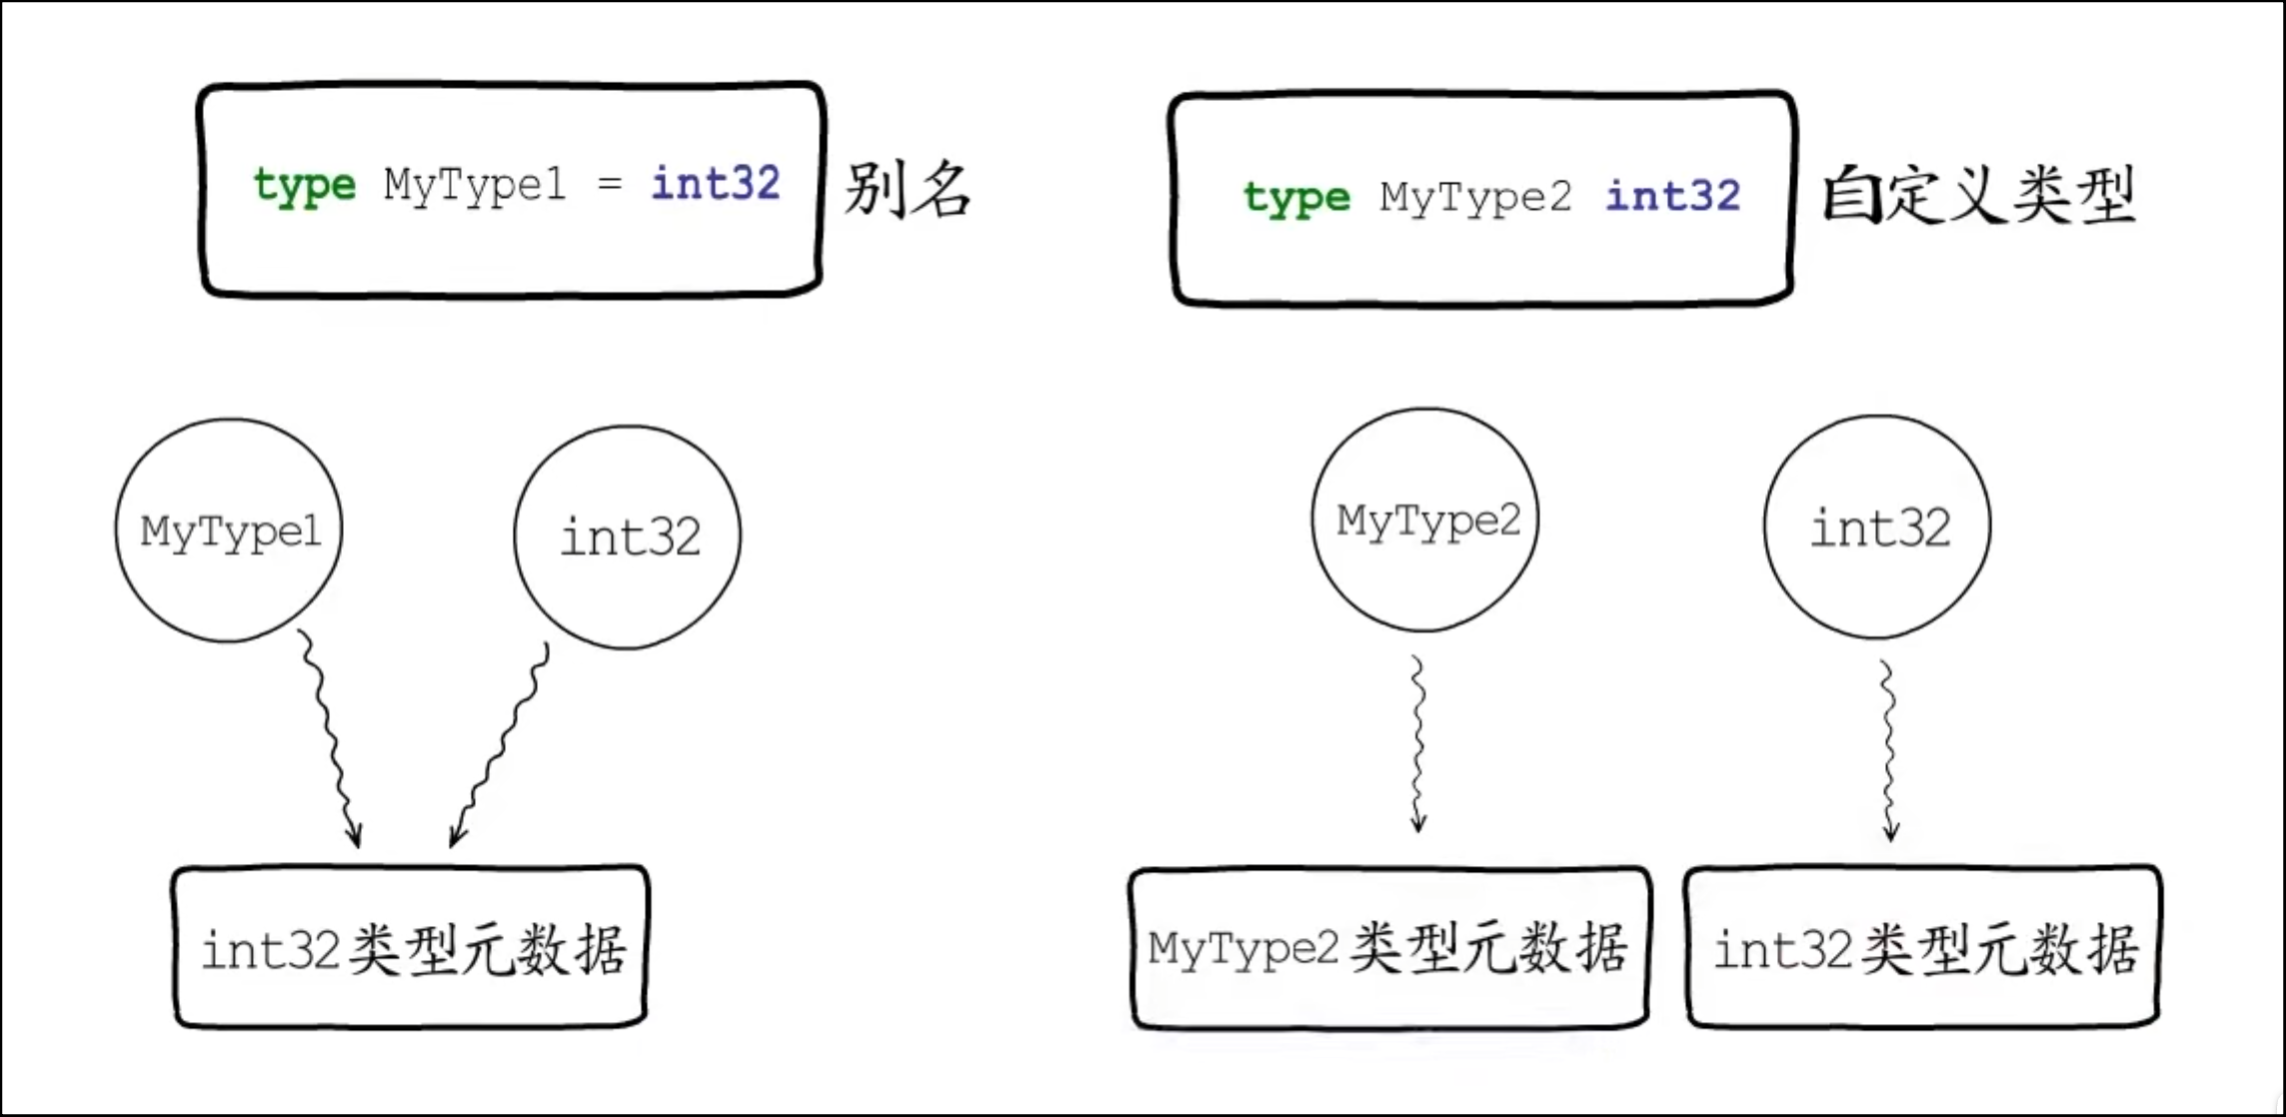 type MyType1 = int32
别名
type MyType2 int32
自定义类型
MyType1
int32
MyType2
int32
int32类型元数据
MyType2类型元数据
int32类型元数据